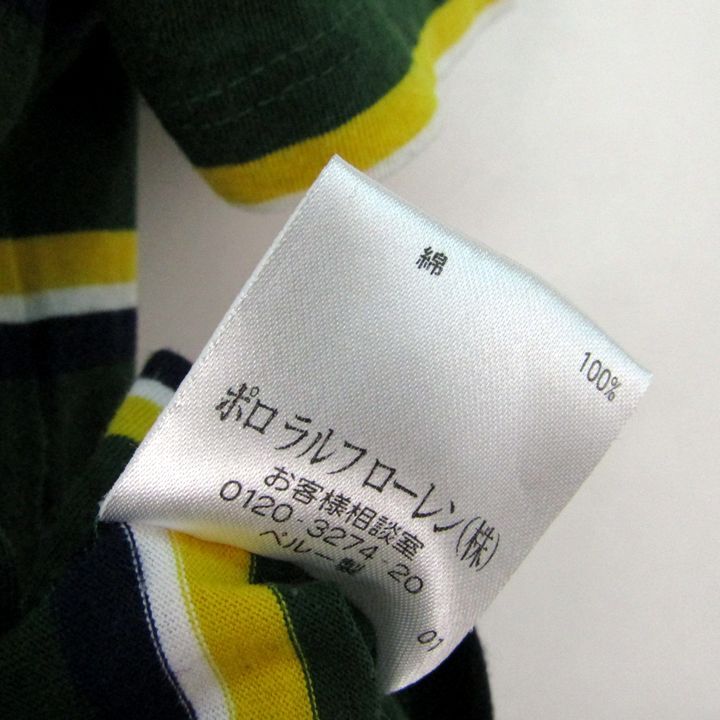 綿 100%
ポロ ラルフ ローレン(株)
お客様相談室
0120-3274-20
ペルー製
01